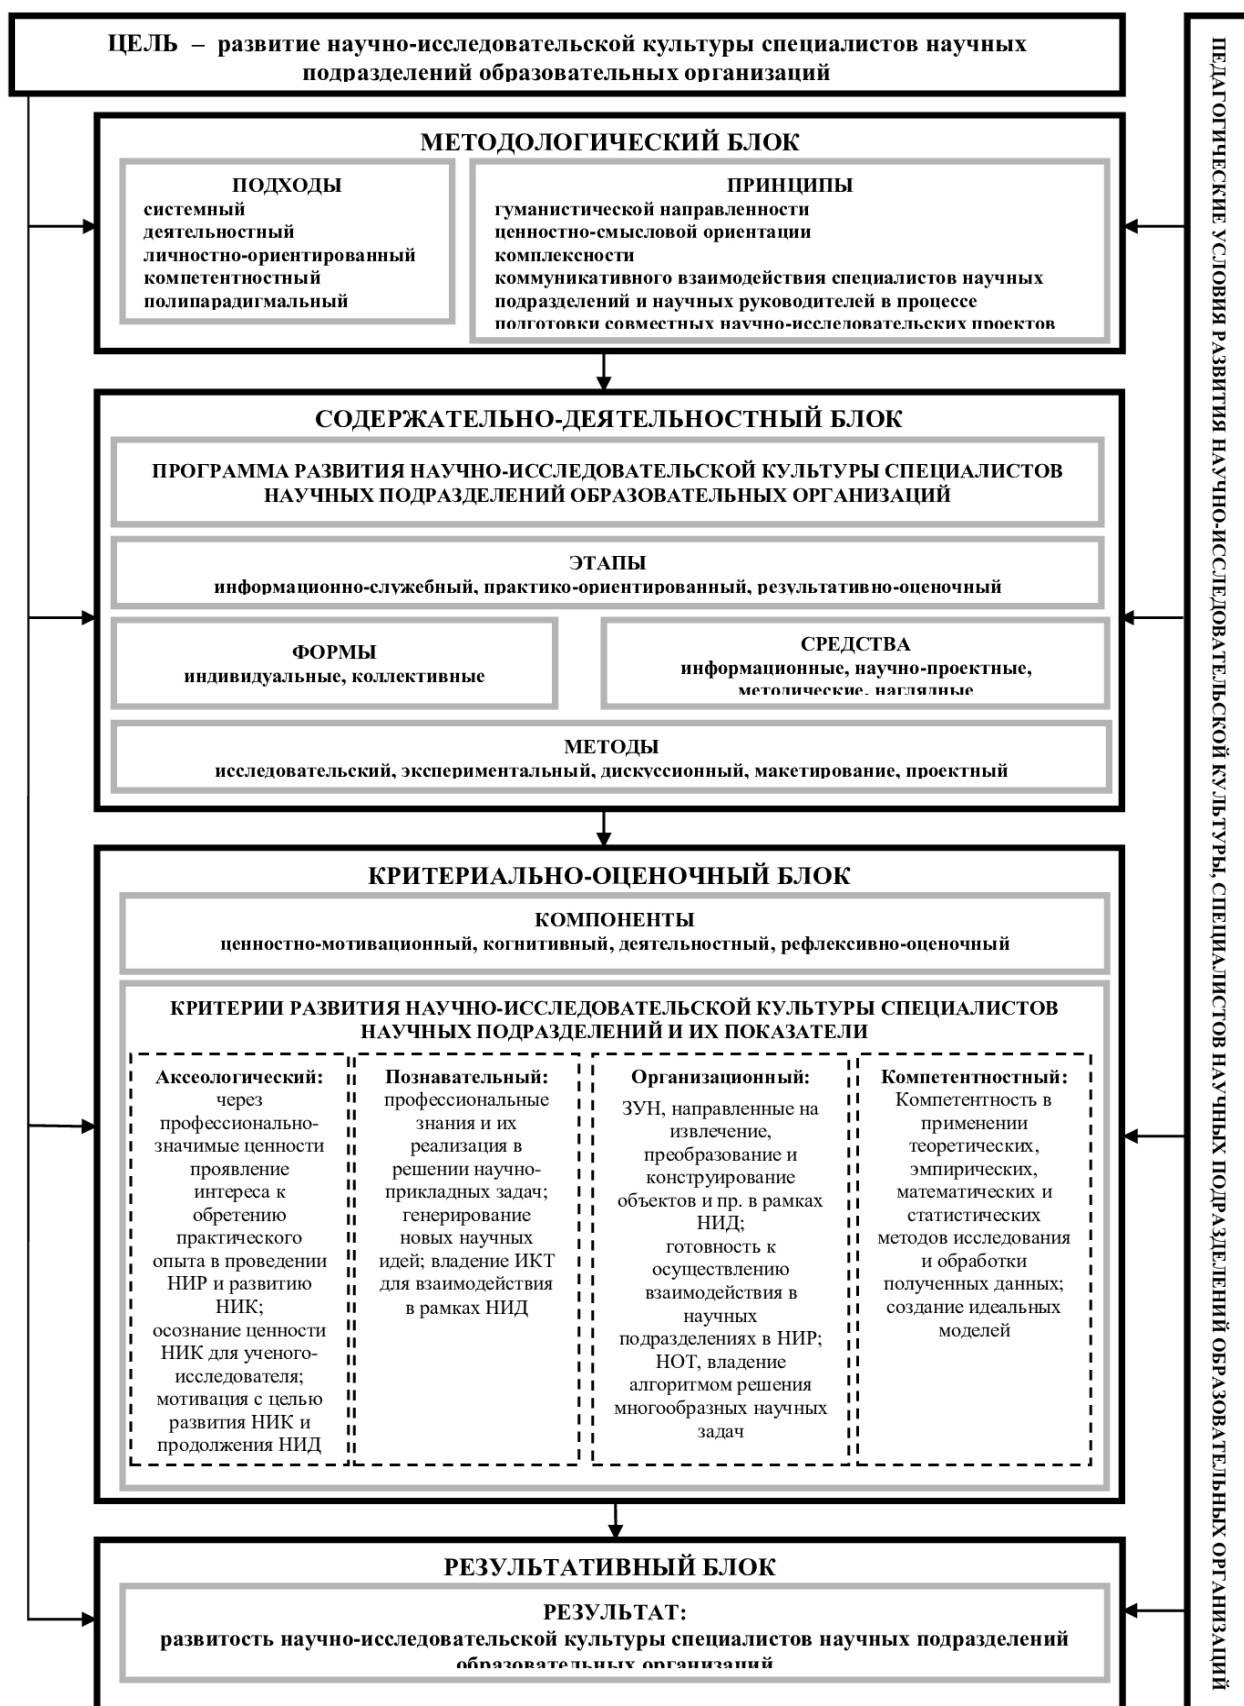 ЦЕЛЬ – развитие научно-исследовательской культуры специалистов научных
подразделений образовательных организаций
МЕТОДОЛОГИЧЕСКИЙ БЛОК
ПОДХОДЫ
системный
деятельностный
личностно-ориентированный
компетентностный
полипарадигмальный
ПРИНЦИПЫ
гуманистической направленности
ценностно-смысловой ориентации
комплексности
коммуникативного взаимодействия специалистов научных
подразделений и научных руководителей в процессе
подготовки совместных научно-исследовательских проектов
СОДЕРЖАТЕЛЬНО-ДЕЯТЕЛЬНОСТНЫЙ БЛОК
ПРОГРАММА РАЗВИТИЯ НАУЧНО-ИССЛЕДОВАТЕЛЬСКОЙ КУЛЬТУРЫ СПЕЦИАЛИСТОВ
НАУЧНЫХ ПОДРАЗДЕЛЕНИЙ ОБРАЗОВАТЕЛЬНЫХ ОРГАНИЗАЦИЙ
ЭТАПЫ
информационно-служебный, практико-ориентированный, результативно-оценочный
ФОРМЫ
индивидуальные, коллективные
СРЕДСТВА
информационные, научно-проектные,
методические, наглядные
МЕТОДЫ
исследовательский, экспериментальный, дискуссионный, макетирование, проектный
КРИТЕРИАЛЬНО-ОЦЕНОЧНЫЙ БЛОК
КОМПОНЕНТЫ
ценностно-мотивационный, когнитивный, деятельностный, рефлексивно-оценочный
КРИТЕРИИ РАЗВИТИЯ НАУЧНО-ИССЛЕДОВАТЕЛЬСКОЙ КУЛЬТУРЫ СПЕЦИАЛИСТОВ
НАУЧНЫХ ПОДРАЗДЕЛЕНИЙ И ИХ ПОКАЗАТЕЛИ
Аксеологический:
через
профессионально-
значимые ценности
проявление
интереса к
обретению
практического
опыта в проведении
НИР и развитию
НИК;
осознание ценности
НИК для ученого-
исследователя;
мотивация с целью
развития НИК и
продолжения НИД
Познавательный:
профессиональные
знания и их
реализация в
решении научно-
прикладных задач;
генерирование
новых научных
идей; владение ИКТ
для взаимодействия
в рамках НИД
Организационный:
ЗУН, направленные на
извлечение,
преобразование и
конструирование
объектов и пр. в рамках
НИД;
готовность к
осуществлению
взаимодействия в
научных
подразделениях в НИР;
НОТ, владение
алгоритмом решения
многообразных научных
задач
Компетентностный:
Компетентность в
применении
теоретических,
эмпирических,
математических и
статистических
методов исследования
и обработки
полученных данных;
создание идеальных
моделей
РЕЗУЛЬТАТИВНЫЙ БЛОК
РЕЗУЛЬТАТ:
развитость научно-исследовательской культуры специалистов научных подразделений
образовательных организаций
ПЕДАГОГИЧЕСКИЕ УСЛОВИЯ РАЗВИТИЯ НАУЧНО-ИССЛЕДОВАТЕЛЬСКОЙ КУЛЬТУРЫ, СПЕЦИАЛИСТОВ НАУЧНЫХ ПОДРАЗДЕЛЕНИЙ ОБРАЗОВАТЕЛЬНЫХ ОРГАНИЗАЦИЙ